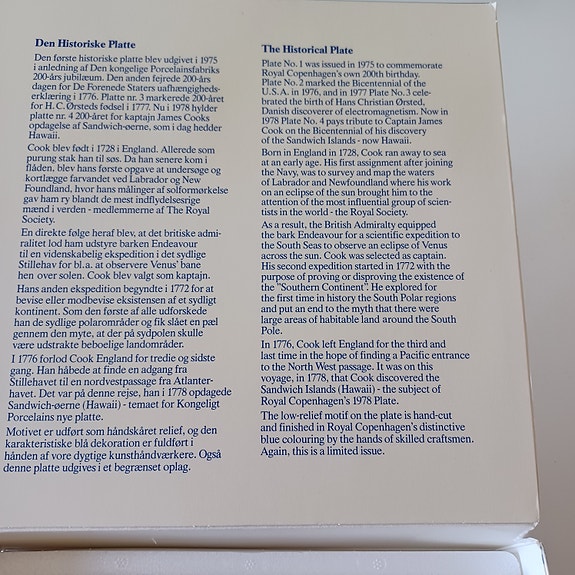 Den Historiske Platte
Den første historiske platte blev udgivet i 1975
i anledning af Den kongelige Porcelainsfabriks
200-års jubilæum. Den anden fejrede 200-års
dagen for De Forenede Staters uafhængigheds-
erklæring i 1776. Platte nr. 3 markerede 200-året
for H.C. Ørsteds fødsel i 1777. Nu i 1978 hylder
platte nr. 4 200-året for kaptajn James Cooks
opdagelse af Sandwich-øerne, som i dag hedder
Hawaii.
Cook blev født i 1728 i England. Allerede som
purung stak han til søs. Da han senere kom i
flåden, blev hans første opgave at undersøge og
kortlægge farvandet ved Labrador og New
Foundland, hvor hans målinger af solformørkelse
gav ham ry blandt de mest indflydelsesrige
mænd i verden - medlemmerne af The Royal
Society.
En direkte følge heraf blev, at det britiske admi-
ralitet lod ham udstyre barken Endeavour
til en videnskabelig ekspedition i det sydlige
Stillehav for bl.a. at observere Venus' bane
hen over solen. Cook blev valgt som kaptajn.
Hans anden ekspedition begyndte i 1772 for at
bevise eller modbevise eksistensen af et sydligt
kontinent. Som den første af alle udforskede
han de sydlige polarområder og fik slået en pæl
gennem den myte, at der på sydpolen skulle
være udstrakte beboelige landområder.
I 1776 forlod Cook England for tredie og sidste
gang. Han håbede at finde en adgang fra
Stillehavet til en nordvestpassage fra Atlanter-
havet. Det var på denne rejse, han i 1778 opdagede
Sandwich-øerne (Hawaii) - temaet for Kongeligt
Porcelains nye platte.
Motivet er udført som håndskåret relief, og den
karakteristiske blå dekoration er fuldført i
hånden af vore dygtige kunsthåndværkere. Også
denne platte udgives i et begrænset oplag.
The Historical Plate
Plate No. 1 was issued in 1975 to commemorate
Royal Copenhagen's own 200th birthday.
Plate No. 2 marked the Bicentennial of the
U.S.A. in 1976, and in 1977 Plate No. 3 cele-
brated the birth of Hans Christian Ørsted,
Danish discoverer of electromagnetism. Now in
1978 Plate No. 4 pays tribute to Captain James
Cook on the Bicentennial of his discovery
of the Sandwich Islands - now Hawaii.
Born in England in 1728, Cook ran away to sea
at an early age. His first assignment after joining
the Navy, was to survey and map the waters
of Labrador and Newfoundland where his work
on an eclipse of the sun brought him to the
attention of the most influential group of scien-
tists in the world - the Royal Society.
As a result, the British Admirality equipped
the bark Endeavour for a scientific expedition to
the South Seas to observe an eclipse of Venus
across the sun. Cook was selected as captain.
His second expedition started in 1772 with the
purpose of proving or disproving the existence of
the "Southern Continent". He explored for
the first time in history the South Polar regions
and put an end to the myth that there were
large areas of habitable land around the South
Pole.
In 1776, Cook left England for the third and
last time in the hope of finding a Pacific entrance
to the North West passage. It was on this
voyage, in 1778, that Cook discovered the
Sandwich Islands (Hawaii) - the subject of
Royal Copenhagen's 1978 Plate.
The low-relief motif on the plate is hand-cut
and finished in Royal Copenhagen's distinctive
blue colouring by the hands of skilled craftsmen.
Again, this is a limited issue.